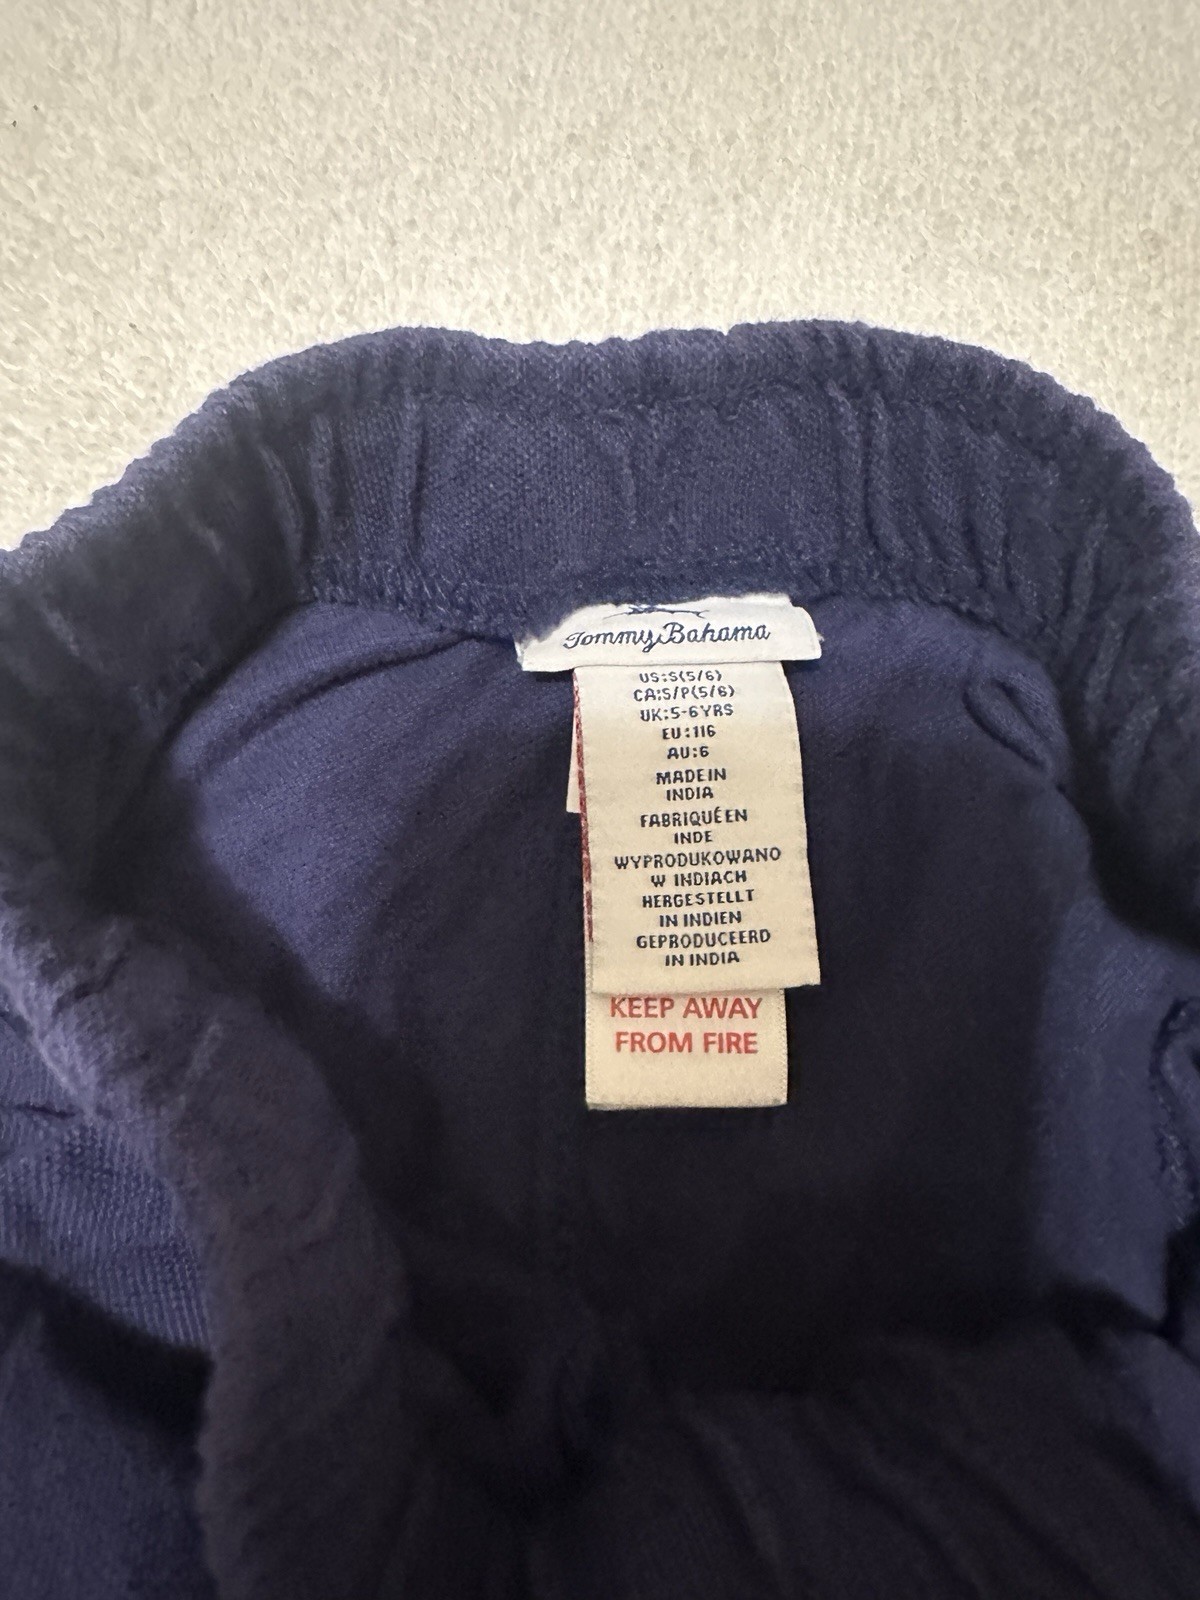 Tommy Bahama
US:S(5/6)
CA:S/P(5/6)
UK:5-6YRS
EU:116
AU:6
MADE IN
INDIA
FABRIQUÉ EN
INDE
WYPRODUKOWANO
W INDIACH
HERGESTELLT
IN INDIEN
GEPRODUCEERD
IN INDIA
KEEP AWAY
FROM FIRE